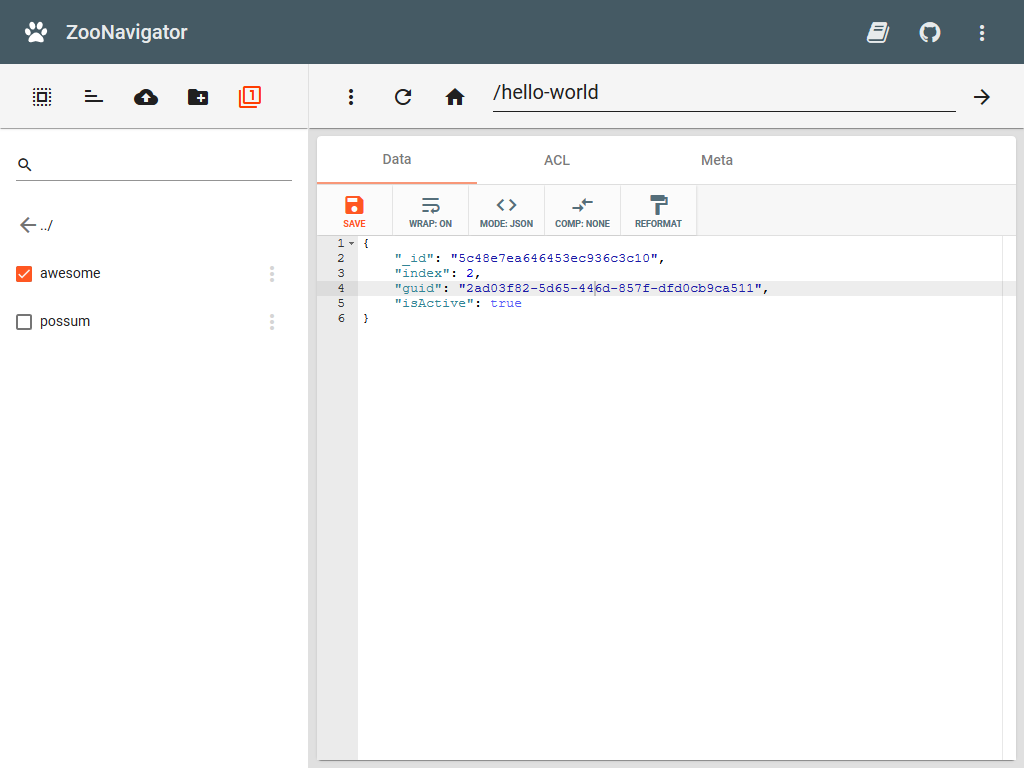 ZooNavigator
1
/hello-world
../
awesome
possum
Data ACL Meta
SAVE WRAP: ON MODE: JSON COMP: NONE REFORMAT
1 {
2 "_id": "5c48e7ea646453ec936c3c10",
3 "index": 2,
4 "guid": "2ad03f82-5d65-446d-857f-dfd0cb9ca511",
5 "isActive": true
6 }